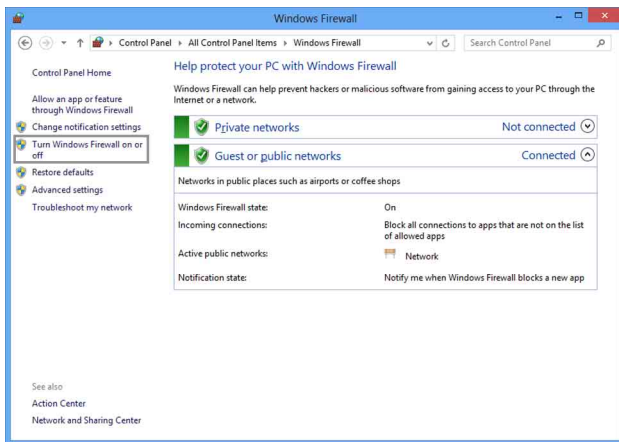 Windows Firewall
Control Panel ▸ All Control Panel Items ▸ Windows Firewall
Search Control Panel
Control Panel Home
Allow an app or feature
through Windows Firewall
Change notification settings
Turn Windows Firewall on or
off
Restore defaults
Advanced settings
Troubleshoot my network
Help protect your PC with Windows Firewall
Windows Firewall can help prevent hackers or malicious software from gaining access to your PC through the
Internet or a network.
Private networks Not connected
Guest or public networks Connected
Networks in public places such as airports or coffee shops
Windows Firewall state: On
Incoming connections: Block all connections to apps that are not on the list
of allowed apps
Active public networks: Network
Notification state: Notify me when Windows Firewall blocks a new app
See also
Action Center
Network and Sharing Center